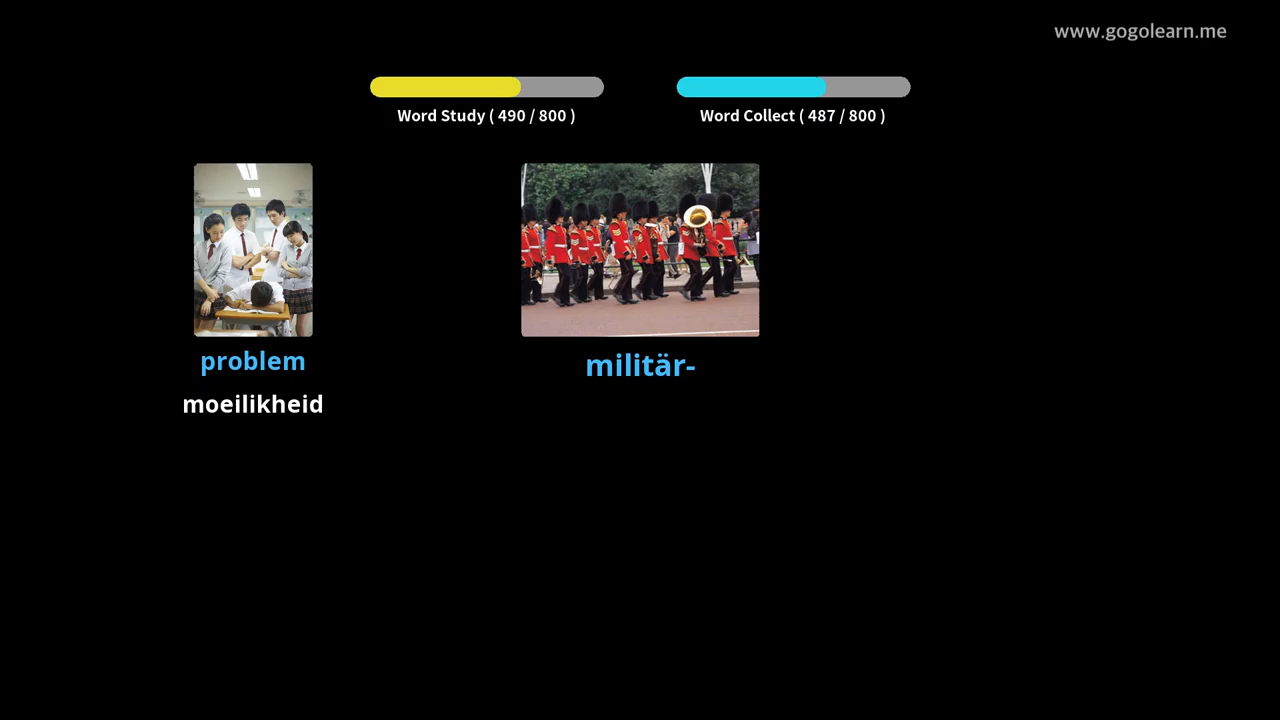 www.gogolearn.me
Word Study ( 490 / 800 )
Word Collect ( 487 / 800 )
problem
moeilikheid
militär-